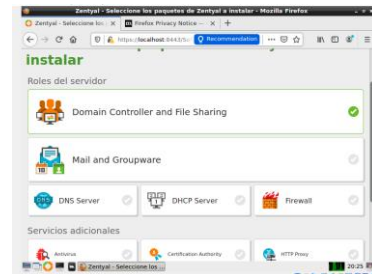 Zentyal - Seleccione los paquetes de Zentyal a instalar - Mozilla Firefox
Zentyal - Seleccione los Firefox Privacy Notice —
https://localhost:8443/So Recommendation
instalar
Roles del servidor
Domain Controller and File Sharing
Mail and Groupware
DNS Server DHCP Server Firewall
Servicios adicionales
Antivirus Certification Authority HTTP Proxy
Zentyal - Seleccione los ... 20:25